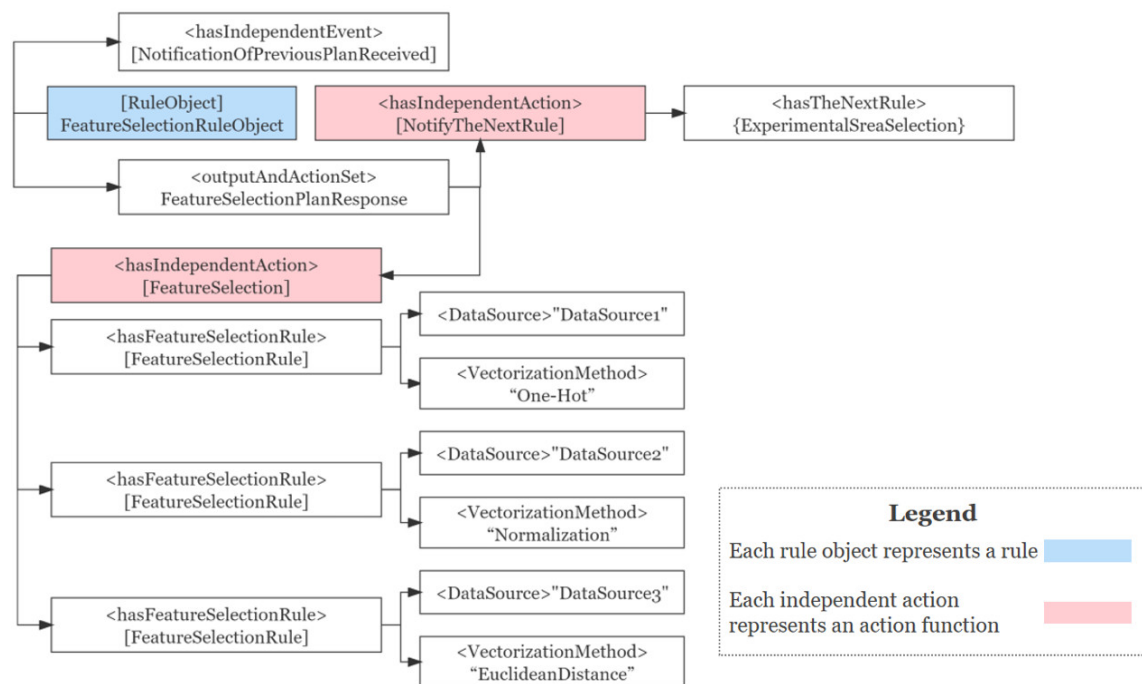 <hasIndependentEvent>
[NotificationOfPreviousPlanReceived]
[RuleObject]
FeatureSelectionRuleObject
<hasIndependentAction>
[NotifyTheNextRule]
<hasTheNextRule>
{ExperimentalSreaSelection}
<outputAndActionSet>
FeatureSelectionPlanResponse
<hasIndependentAction>
[FeatureSelection]
<hasFeatureSelectionRule>
[FeatureSelectionRule]
<DataSource>"DataSource1"
<VectorizationMethod>
“One-Hot”
<hasFeatureSelectionRule>
[FeatureSelectionRule]
<DataSource>"DataSource2"
<VectorizationMethod>
“Normalization”
<hasFeatureSelectionRule>
[FeatureSelectionRule]
<DataSource>"DataSource3"
<VectorizationMethod>
“EuclideanDistance”
Legend
Each rule object represents a rule
Each independent action
represents an action function